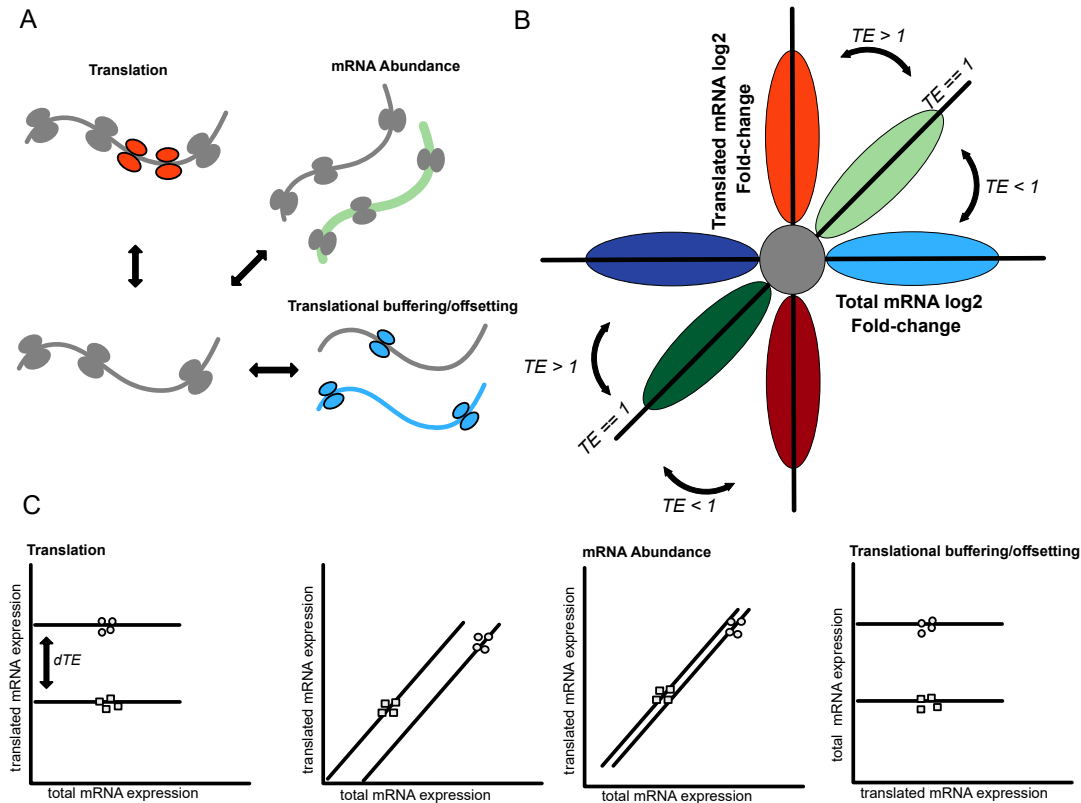 A
Translation
mRNA Abundance
Translational buffering/offsetting
B
TE > 1
TE == 1
Translated mRNA log2
Fold-change
TE < 1
Total mRNA log2
Fold-change
TE > 1
TE == 1
TE < 1
C
Translation
translated mRNA expression
dTE
total mRNA expression
translated mRNA expression
total mRNA expression
mRNA Abundance
translated mRNA expression
total mRNA expression
Translational buffering/offsetting
total mRNA expression
translated mRNA expression